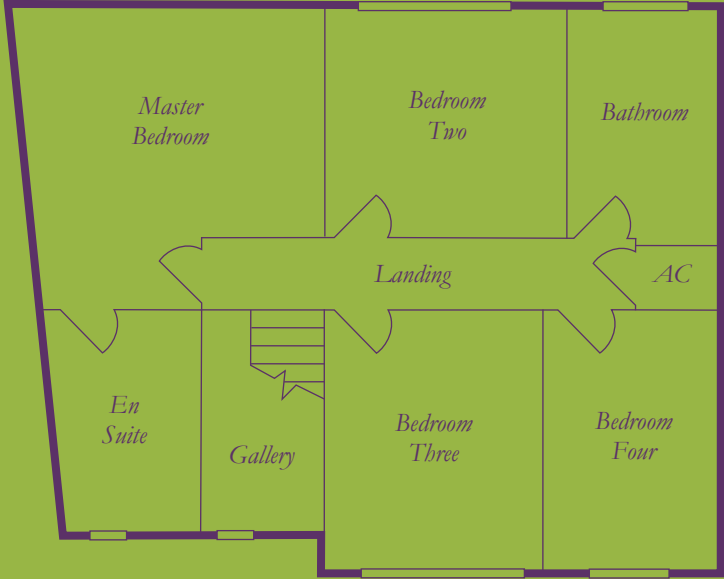 Master
Bedroom
Bedroom
Two
Bathroom
Landing
AC
En
Suite
Gallery
Bedroom
Three
Bedroom
Four